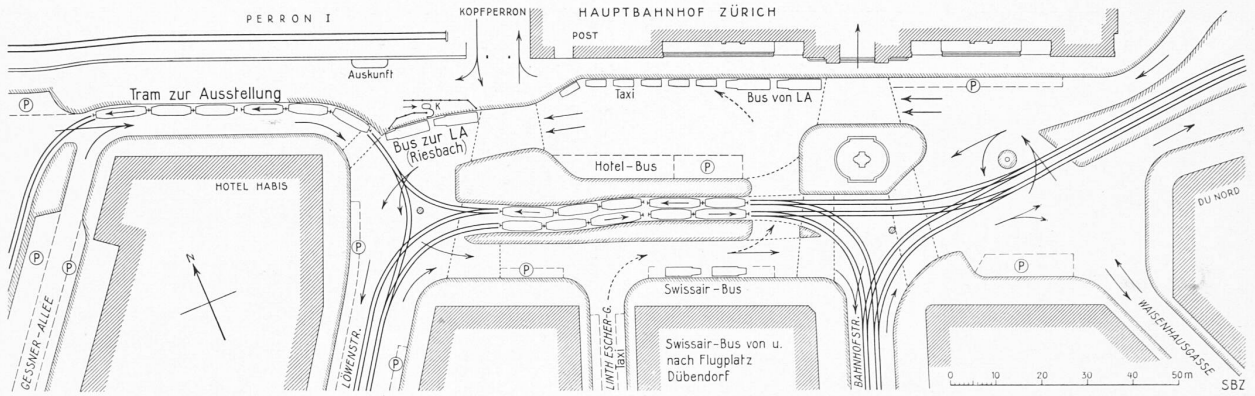 PERRON I
KOPFPERRON
HAUPTBAHNHOF ZÜRICH
POST
Auskunft
P
Tram zur Ausstellung
K
Taxi
Bus von LA
P
Bus zur LA
(Riesbach)
Hotel-Bus
P
HOTEL HABIS
DU NORD
P
P
P
N
P
P
Swissair-Bus
P
GESSNER-ALLEE
LÖWENSTR.
LINTH ESCHER-G.
Taxi
Swissair-Bus von u.
nach Flugplatz
Dübendorf
BAHNHOFSTR.
WAISENHAUSGASSE
0 10 20 30 40 50 m
SBZ